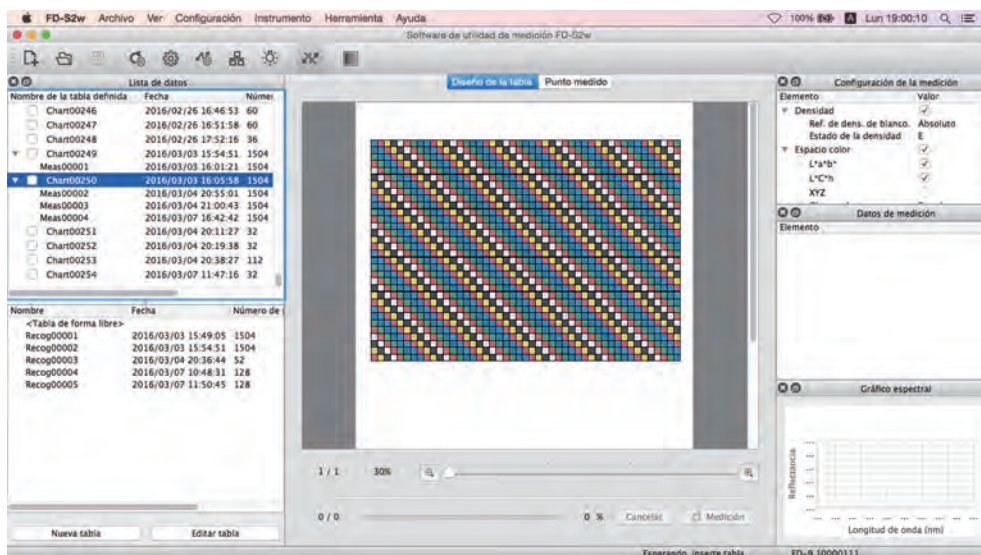 FD-S2w Archivo Ver Configuración Instrumento Herramienta Ayuda 100% A Lun 19:00:10
Software de utilidad de medición FD-S2w
Lista de datos
Nombre de la tabla definida Fecha Númer
Chart00246 2016/02/26 16:46:53 60
Chart00247 2016/02/26 16:51:58 60
Chart00248 2016/02/26 17:52:16 36
Chart00249 2016/03/03 15:54:51 1504
Meas00001 2016/03/03 16:01:21 1504
Chart00250 2016/03/03 16:05:58 1504
Meas00002 2016/03/04 20:55:01 1504
Meas00003 2016/03/04 21:00:43 1504
Meas00004 2016/03/07 16:42:42 1504
Chart00251 2016/03/04 20:11:27 32
Chart00252 2016/03/04 20:19:38 32
Chart00253 2016/03/04 20:38:27 112
Chart00254 2016/03/07 11:47:16 32
Nombre Fecha Número de
<Tabla de forma libre>
Recog00001 2016/03/03 15:49:05 1504
Recog00002 2016/03/03 15:54:51 1504
Recog00003 2016/03/04 20:36:44 52
Recog00004 2016/03/07 10:48:31 128
Recog00005 2016/03/07 11:50:45 128
Nueva tabla Editar tabla
Diseño de la tabla Punto medido
1 / 1 30%
0 / 0 0 % Cancelar Medición
Configuración de la medición
Elemento Valor
Densidad
Ref. de dens. de blanco. Absoluto
Estado de la densidad E
Espacio color
L*a*b*
L*C*h
XYZ
Datos de medición
Elemento
Gráfico espectral
Reflectancia
Longitud de onda (nm)
Esperando, inserte tabla FD-9 10000111